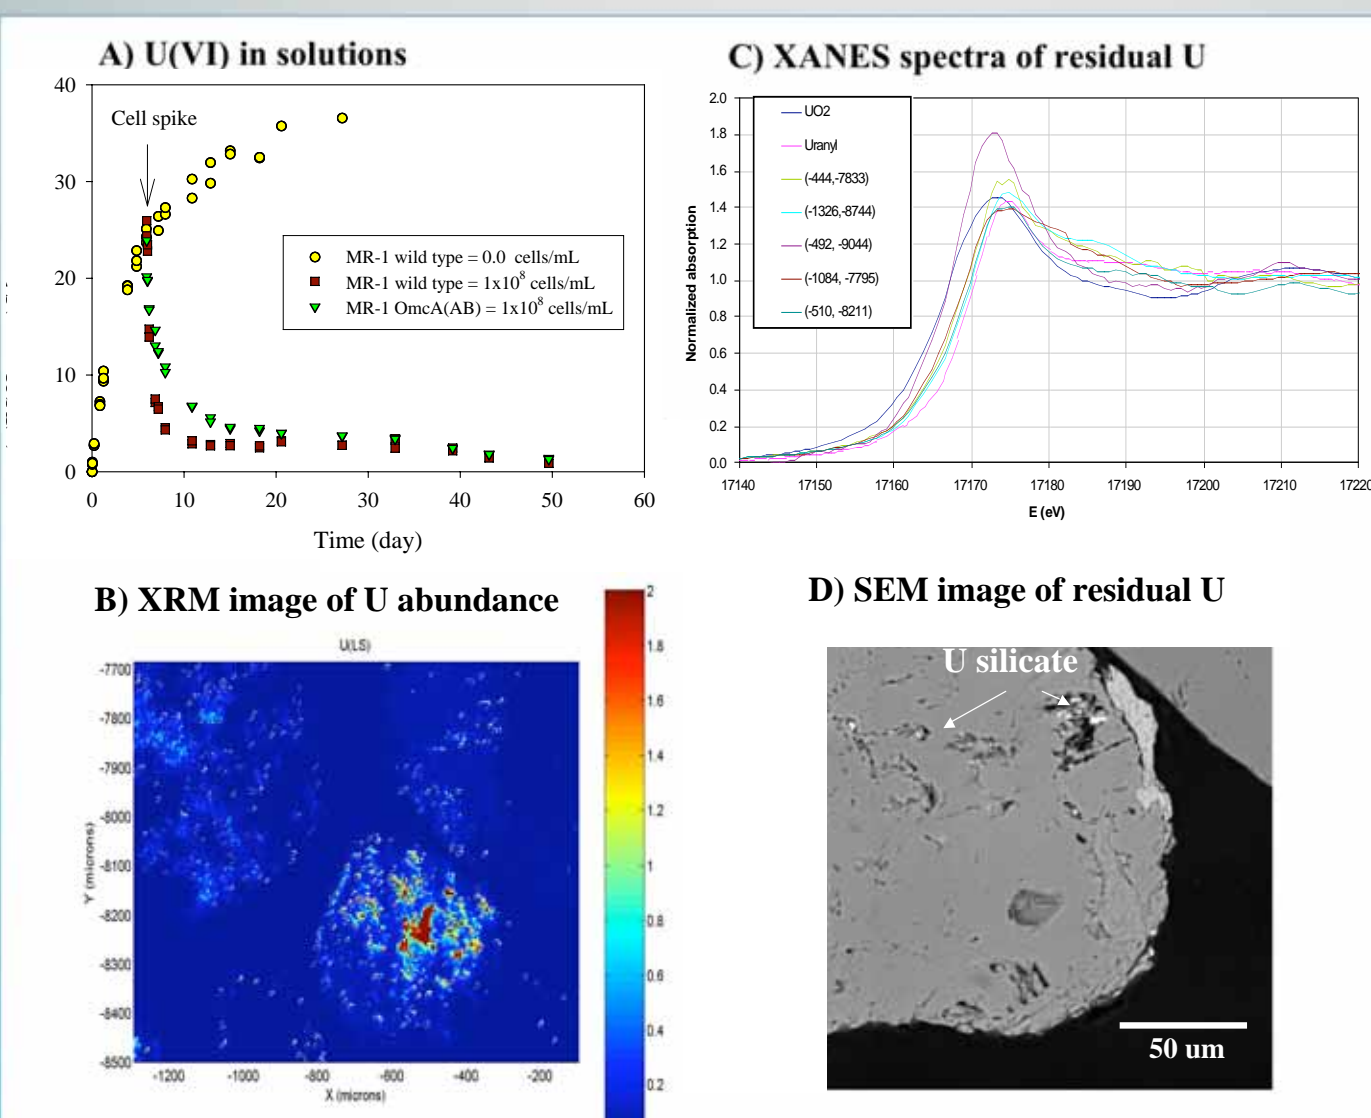 A) U(VI) in solutions
40
30
20
10
0
Cell spike
MR-1 wild type = 0.0 cells/mL
MR-1 wild type = 1x10⁸ cells/mL
MR-1 OmcA(AB) = 1x10⁸ cells/mL
0 10 20 30 40 50 60
Time (day)
C) XANES spectra of residual U
Normalized absorption
2.0
1.8
1.6
1.4
1.2
1.0
0.8
0.6
0.4
0.2
0.0
UO2
Uranyl
(-444,-7833)
(-1326,-8744)
(-492, -9044)
(-1084, -7795)
(-510, -8211)
17140 17150 17160 17170 17180 17190 17200 17210 17220
E (eV)
B) XRM image of U abundance
U(LS)
Y (microns)
-7700
-7800
-7900
-8000
-8100
-8200
-8300
-8400
-8500
-1200 -1000 -800 -600 -400 -200
X (microns)
2
1.8
1.6
1.4
1.2
1
0.8
0.6
0.4
0.2
D) SEM image of residual U
U silicate
50 um